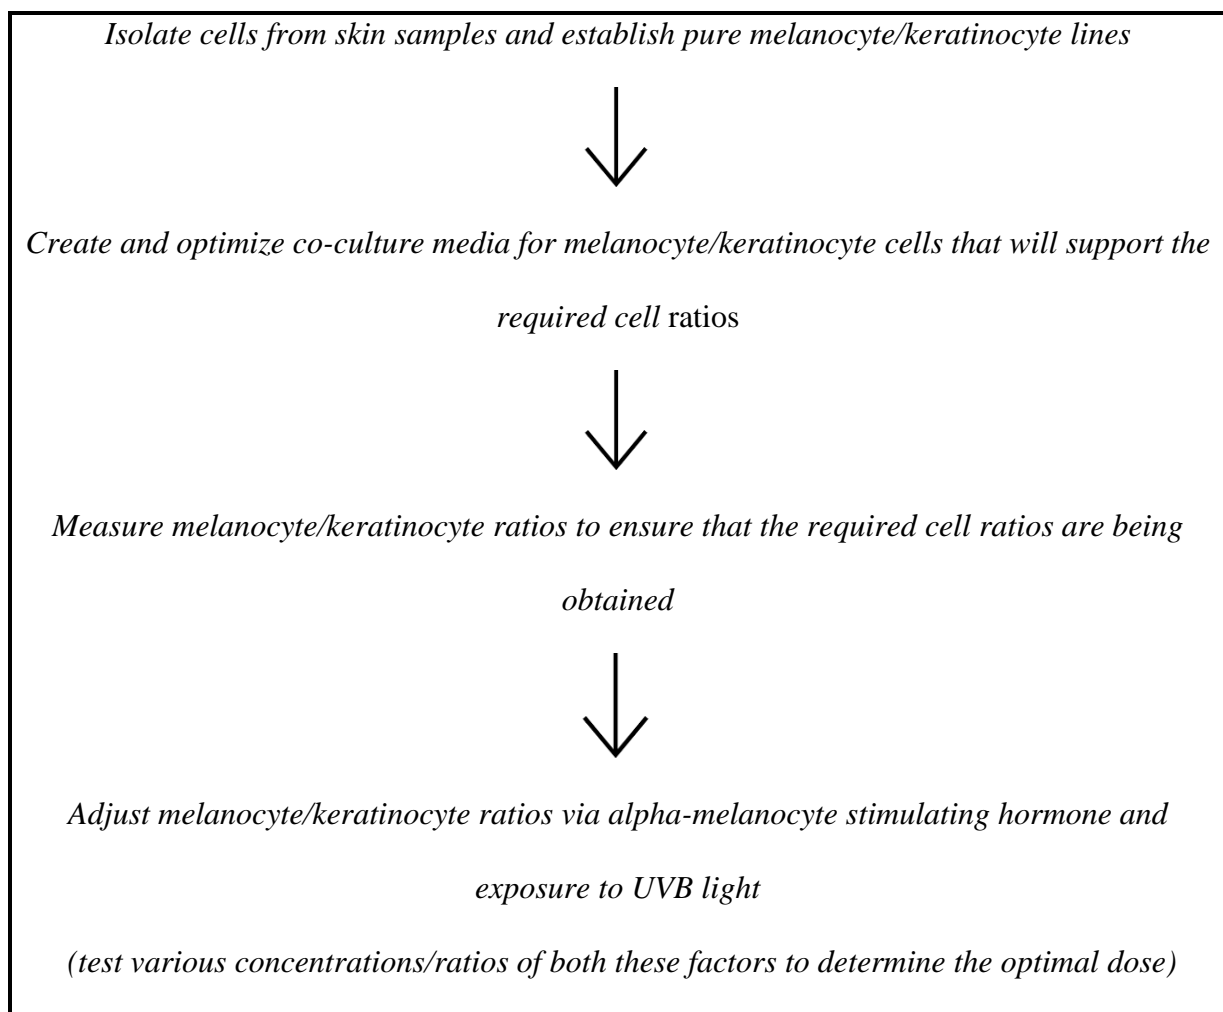 Isolate cells from skin samples and establish pure melanocyte/keratinocyte lines
Create and optimize co-culture media for melanocyte/keratinocyte cells that will support the
required cell ratios
Measure melanocyte/keratinocyte ratios to ensure that the required cell ratios are being
obtained
Adjust melanocyte/keratinocyte ratios via alpha-melanocyte stimulating hormone and
exposure to UVB light
(test various concentrations/ratios of both these factors to determine the optimal dose)